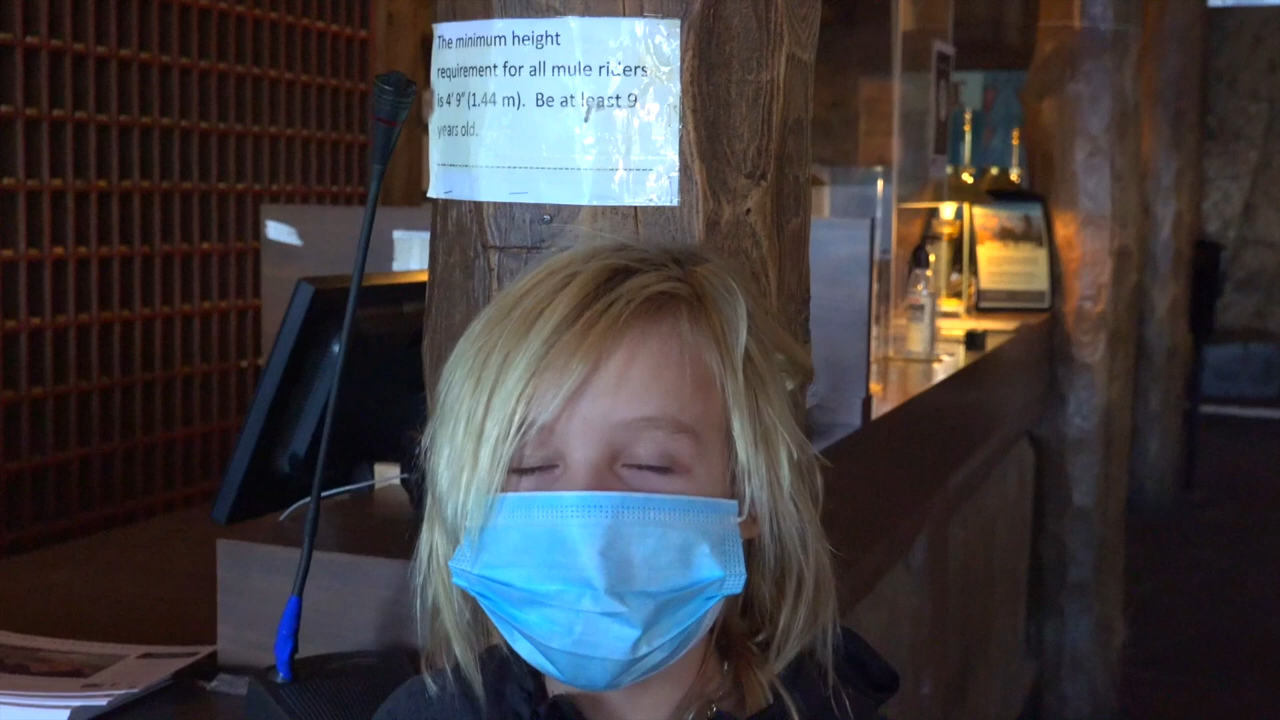 The minimum height
requirement for all mule riders
is 4' 9" (1.44 m).  Be at least 9
years old.